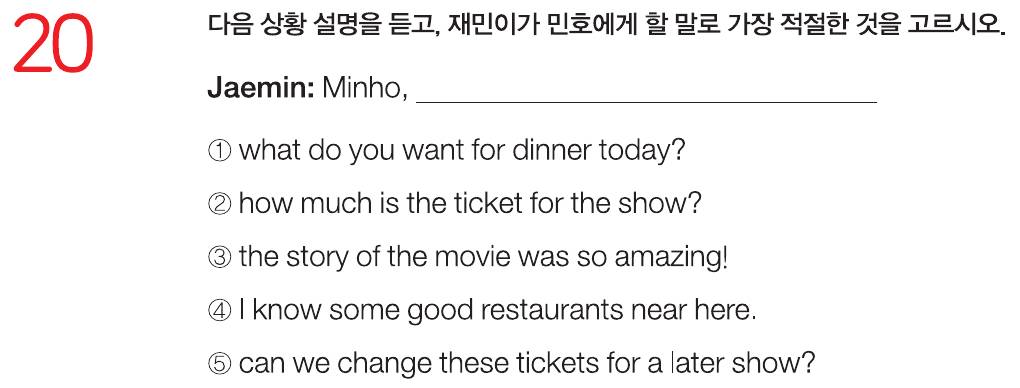 20
다음 상황 설명을 듣고, 재민이가 민호에게 할 말로 가장 적절한 것을 고르시오.
Jaemin: Minho, ____________________
① what do you want for dinner today?
② how much is the ticket for the show?
③ the story of the movie was so amazing!
④ I know some good restaurants near here.
⑤ can we change these tickets for a later show?